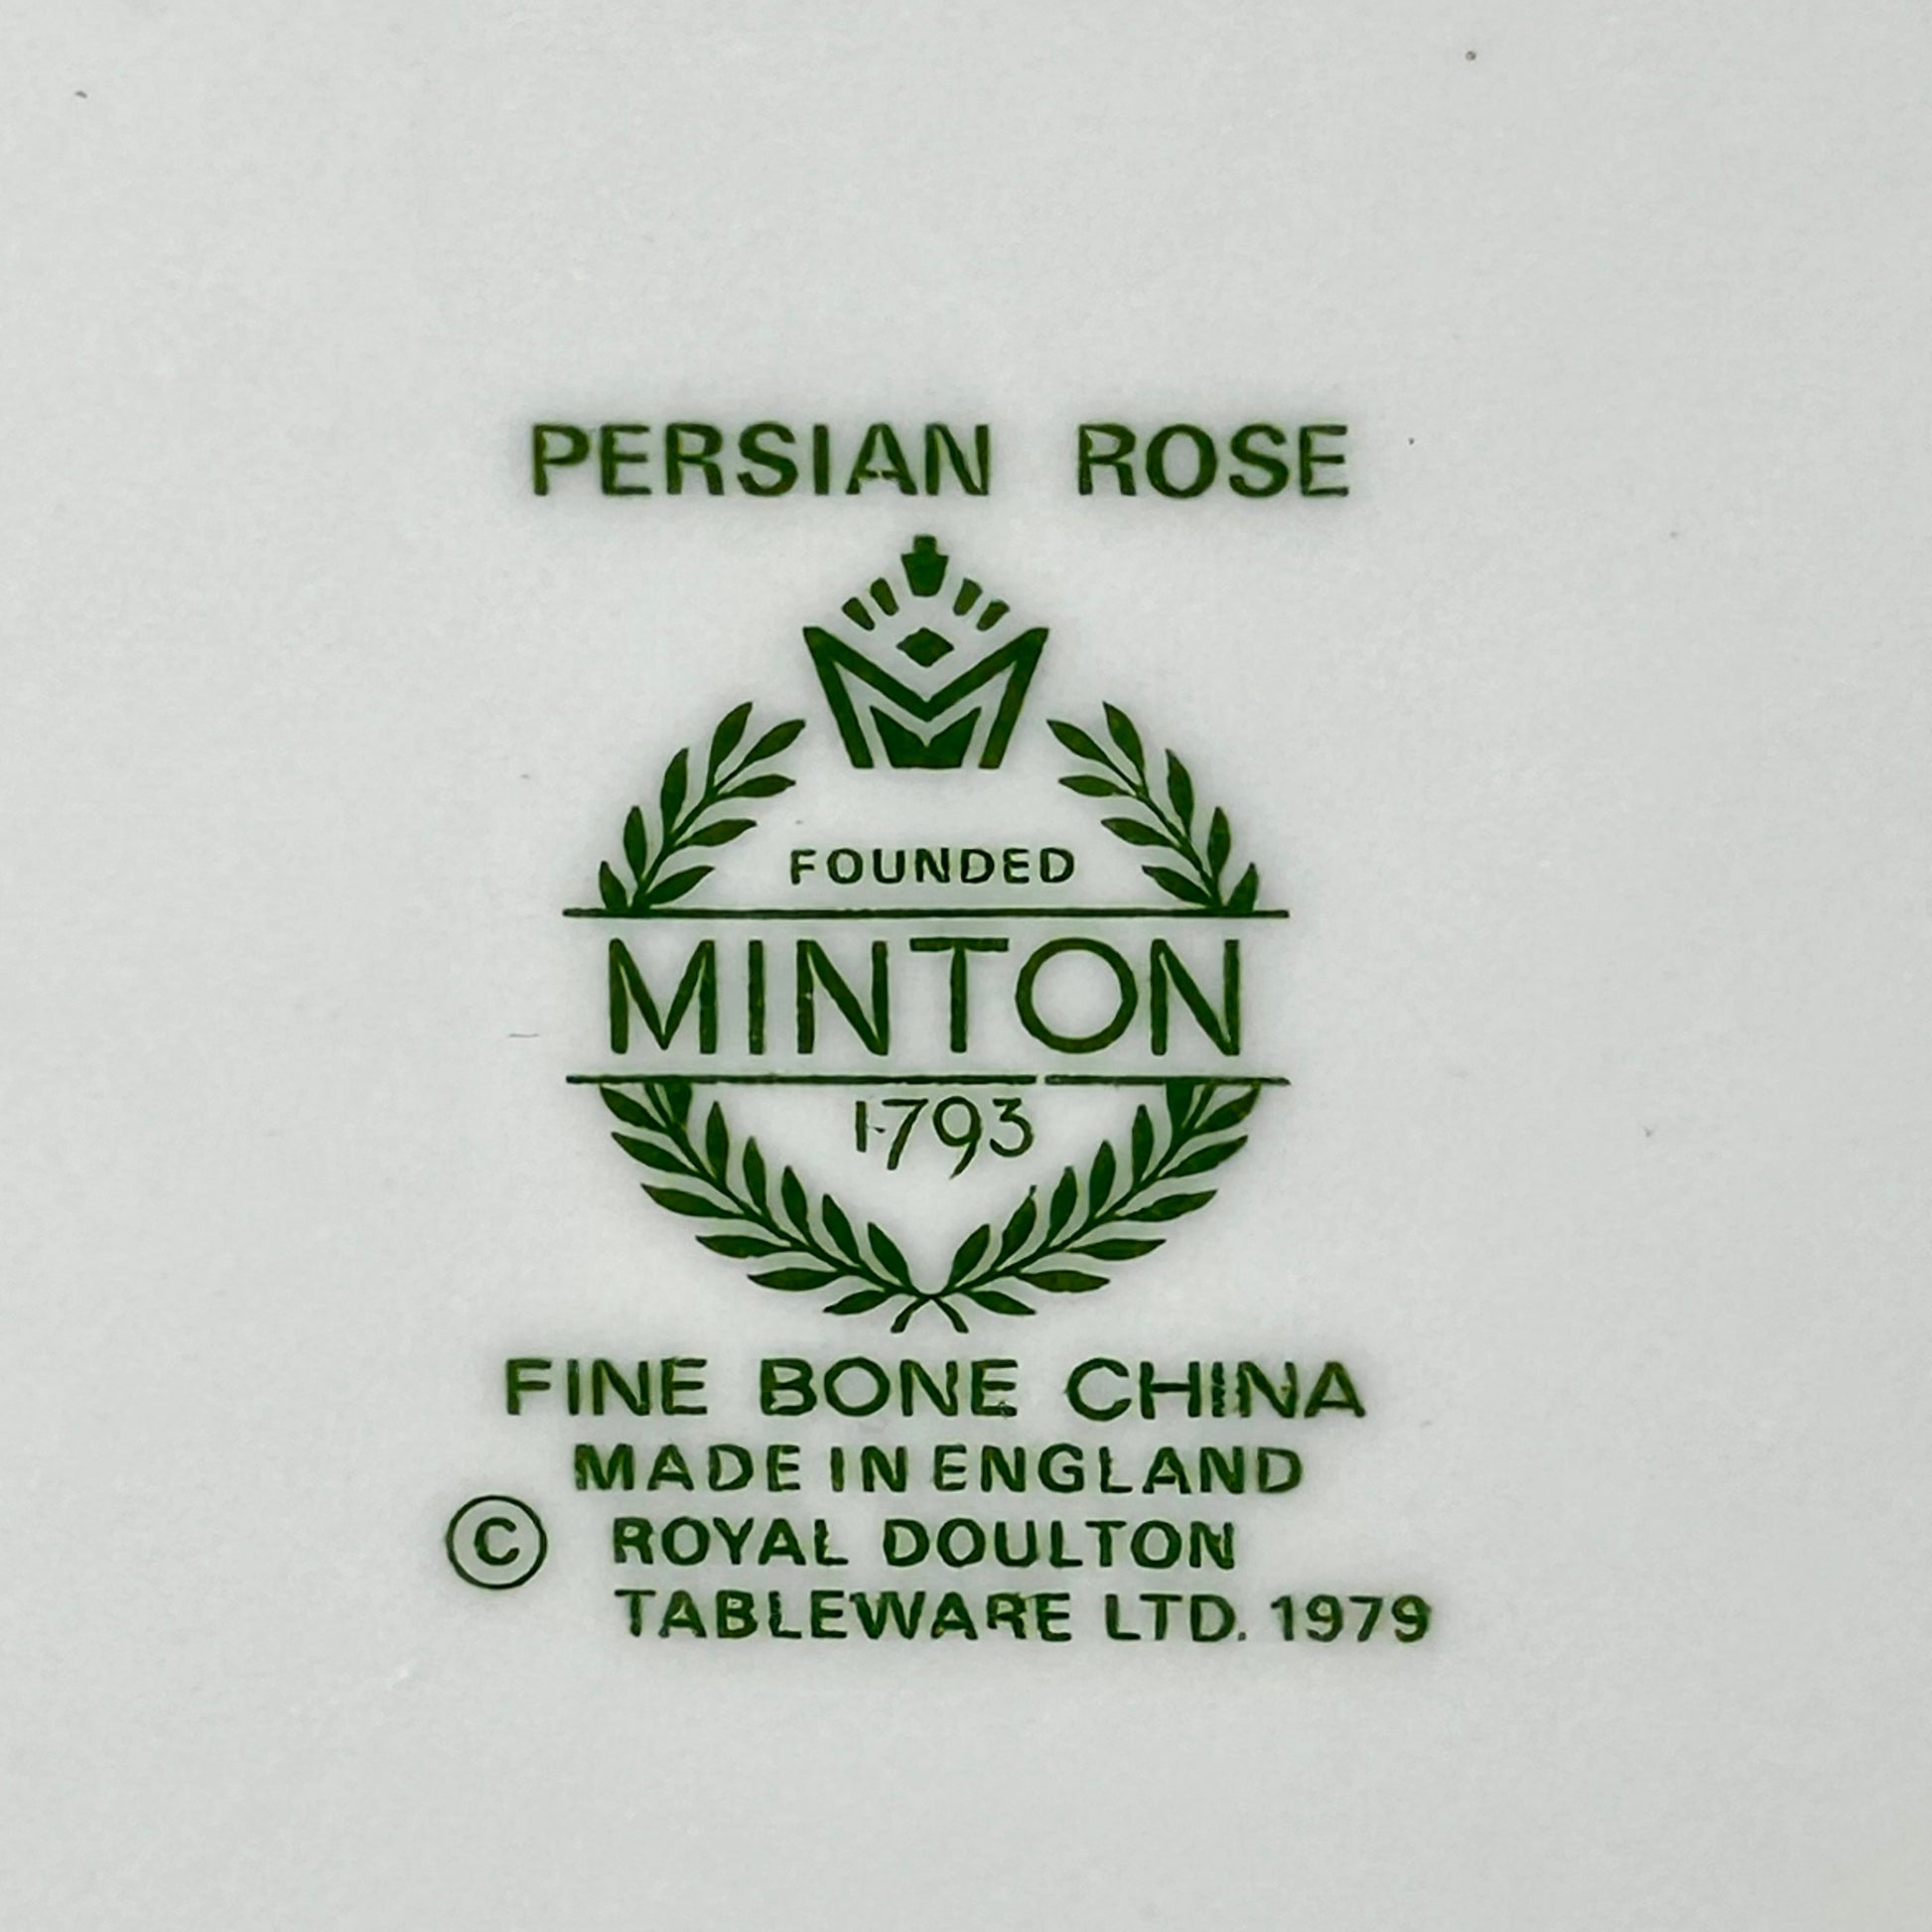 PERSIAN ROSE
FOUNDED
MINTON
1793
FINE BONE CHINA
MADE IN ENGLAND
© ROYAL DOULTON
TABLEWARE LTD. 1979